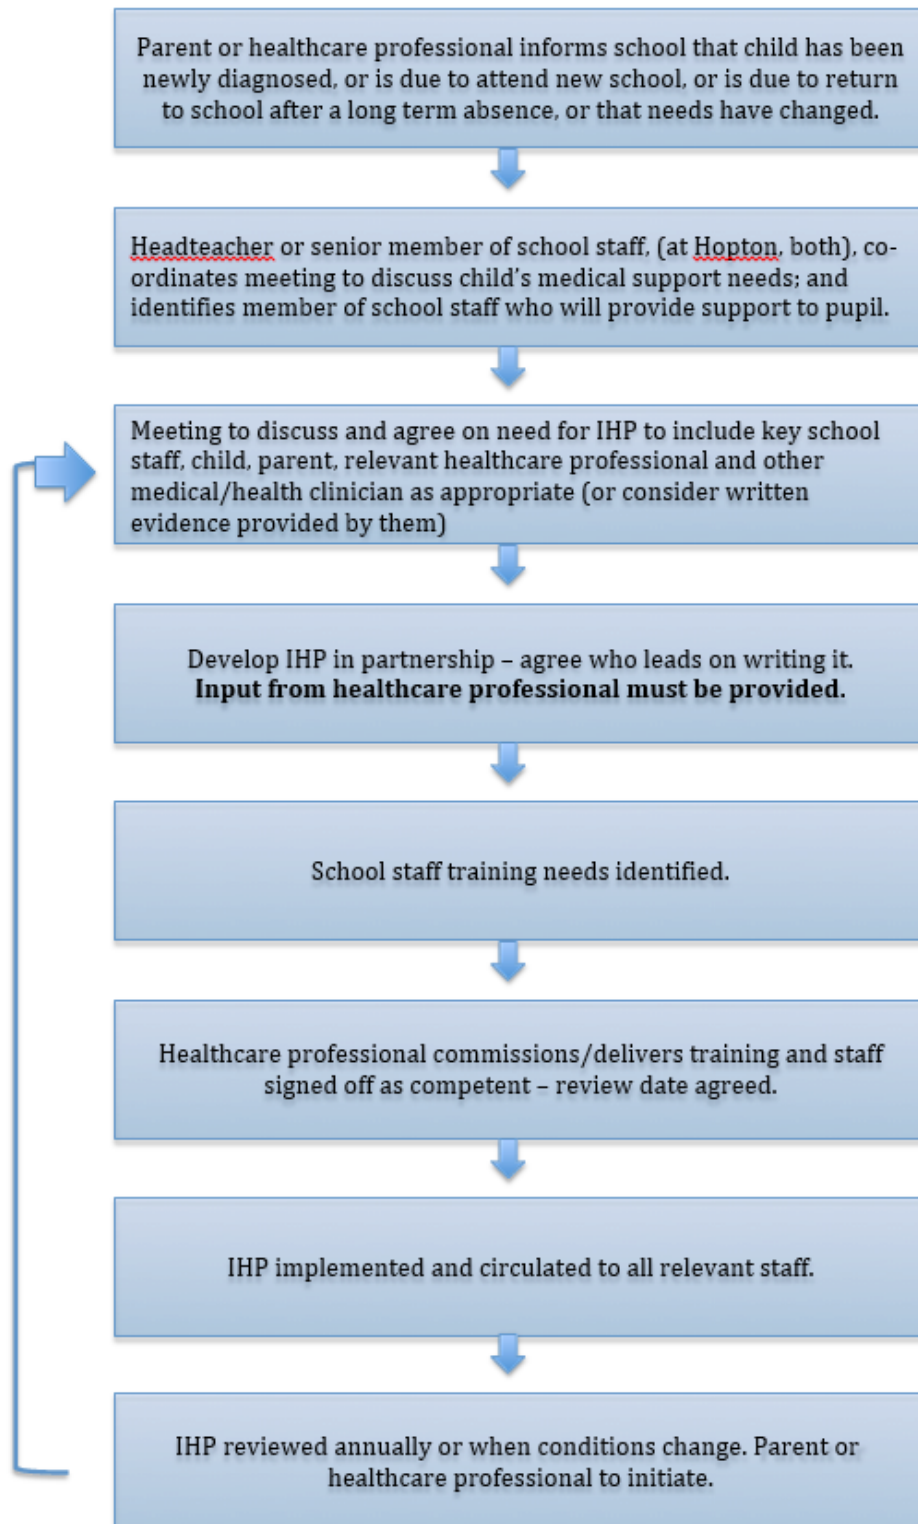 Parent or healthcare professional informs school that child has been
newly diagnosed, or is due to attend new school, or is due to return
to school after a long term absence, or that needs have changed.
Headteacher or senior member of school staff, (at Hopton, both), co-
ordinates meeting to discuss child's medical support needs; and
identifies member of school staff who will provide support to pupil.
Meeting to discuss and agree on need for IHP to include key school
staff, child, parent, relevant healthcare professional and other
medical/health clinician as appropriate (or consider written
evidence provided by them)
Develop IHP in partnership – agree who leads on writing it.
Input from healthcare professional must be provided.
School staff training needs identified.
Healthcare professional commissions/delivers training and staff
signed off as competent – review date agreed.
IHP implemented and circulated to all relevant staff.
IHP reviewed annually or when conditions change. Parent or
healthcare professional to initiate.